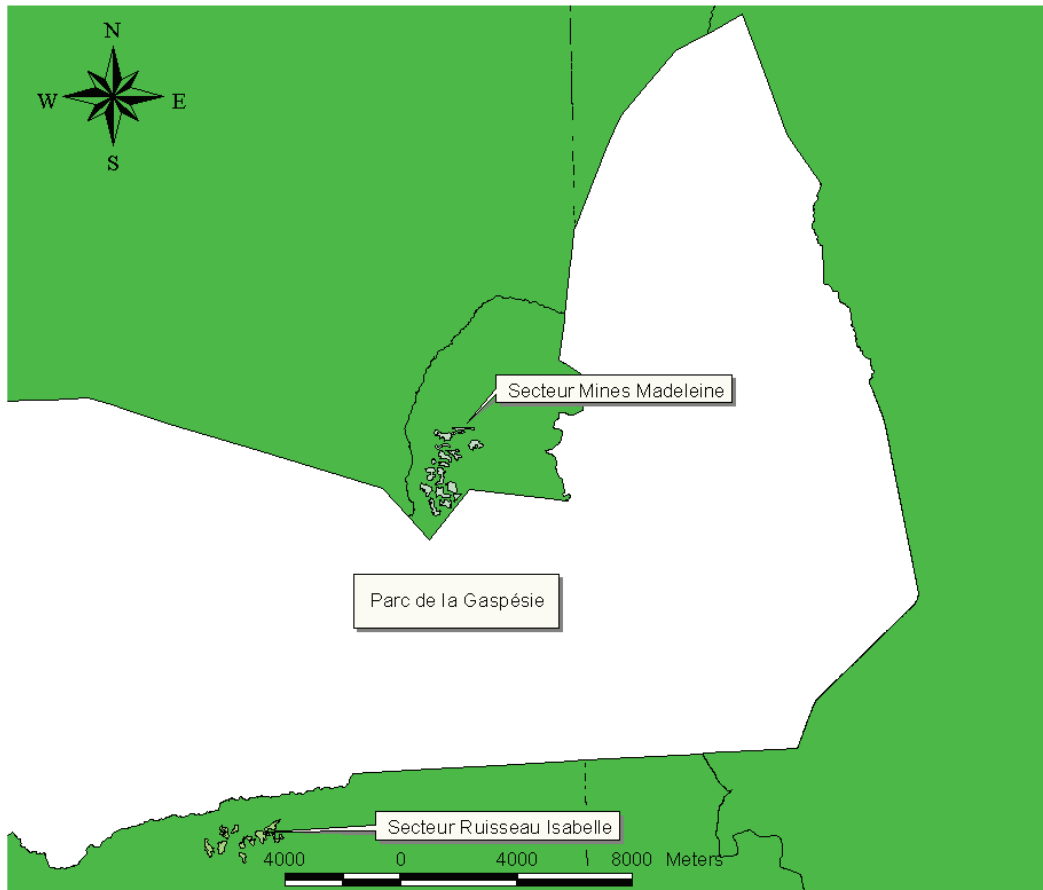 N
W E
S
Secteur Mines Madeleine
Parc de la Gaspésie
Secteur Ruisseau Isabelle
4000 0 4000 8000 Meters